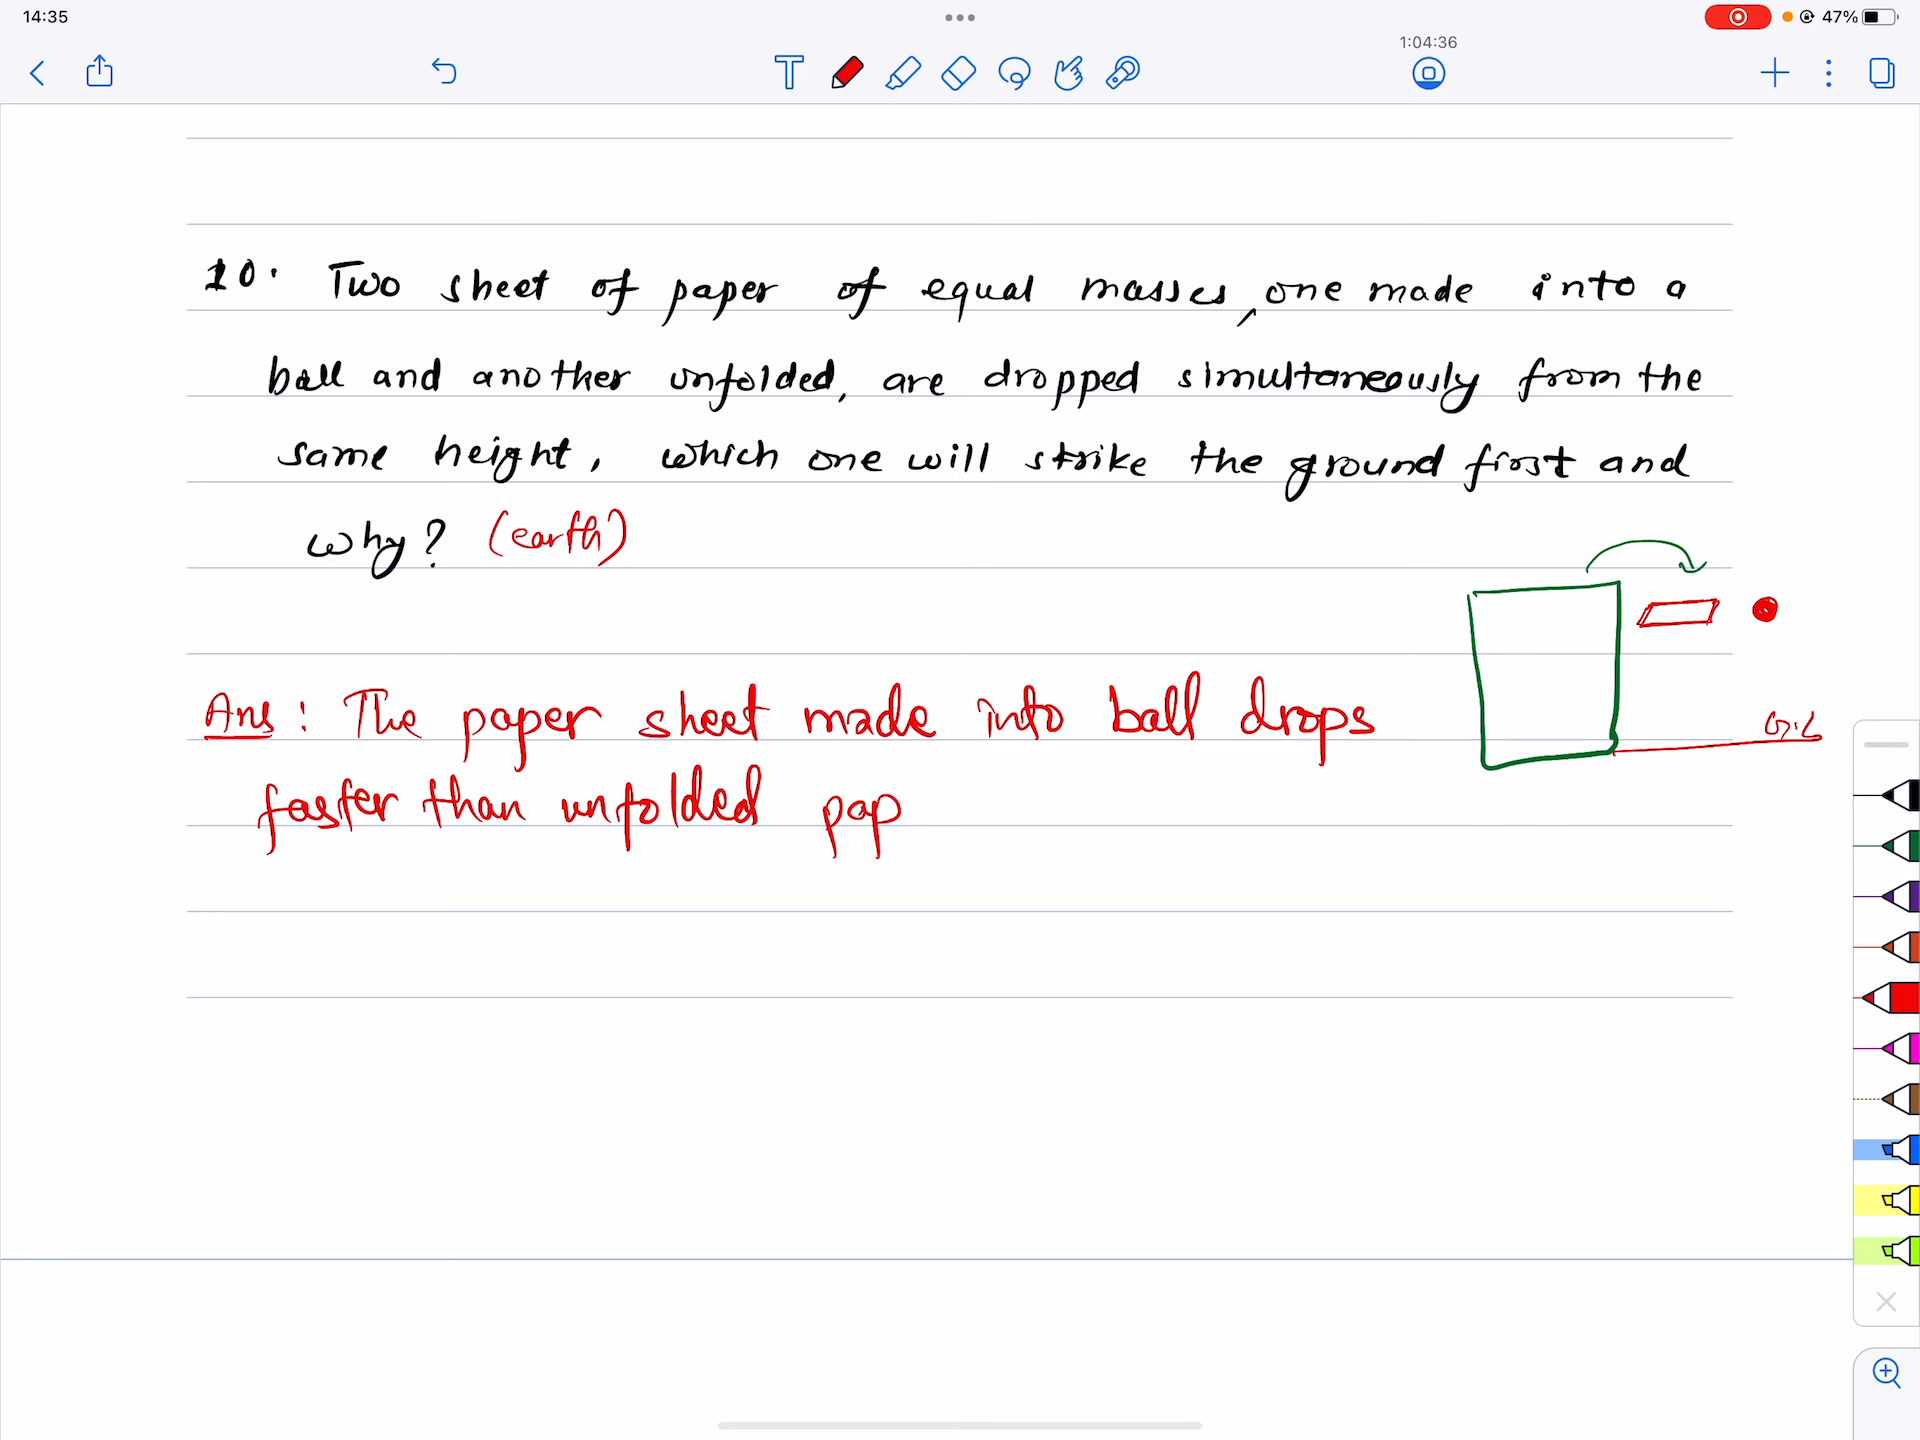 14:35
47%
1:04:36
10. Two sheet of paper of equal masses, one made into a
ball and another unfolded, are dropped simultaneously from the
same height, which one will strike the ground first and
why? (earth)
G.L
Ans: The paper sheet made into ball drops
faster than unfolded pap